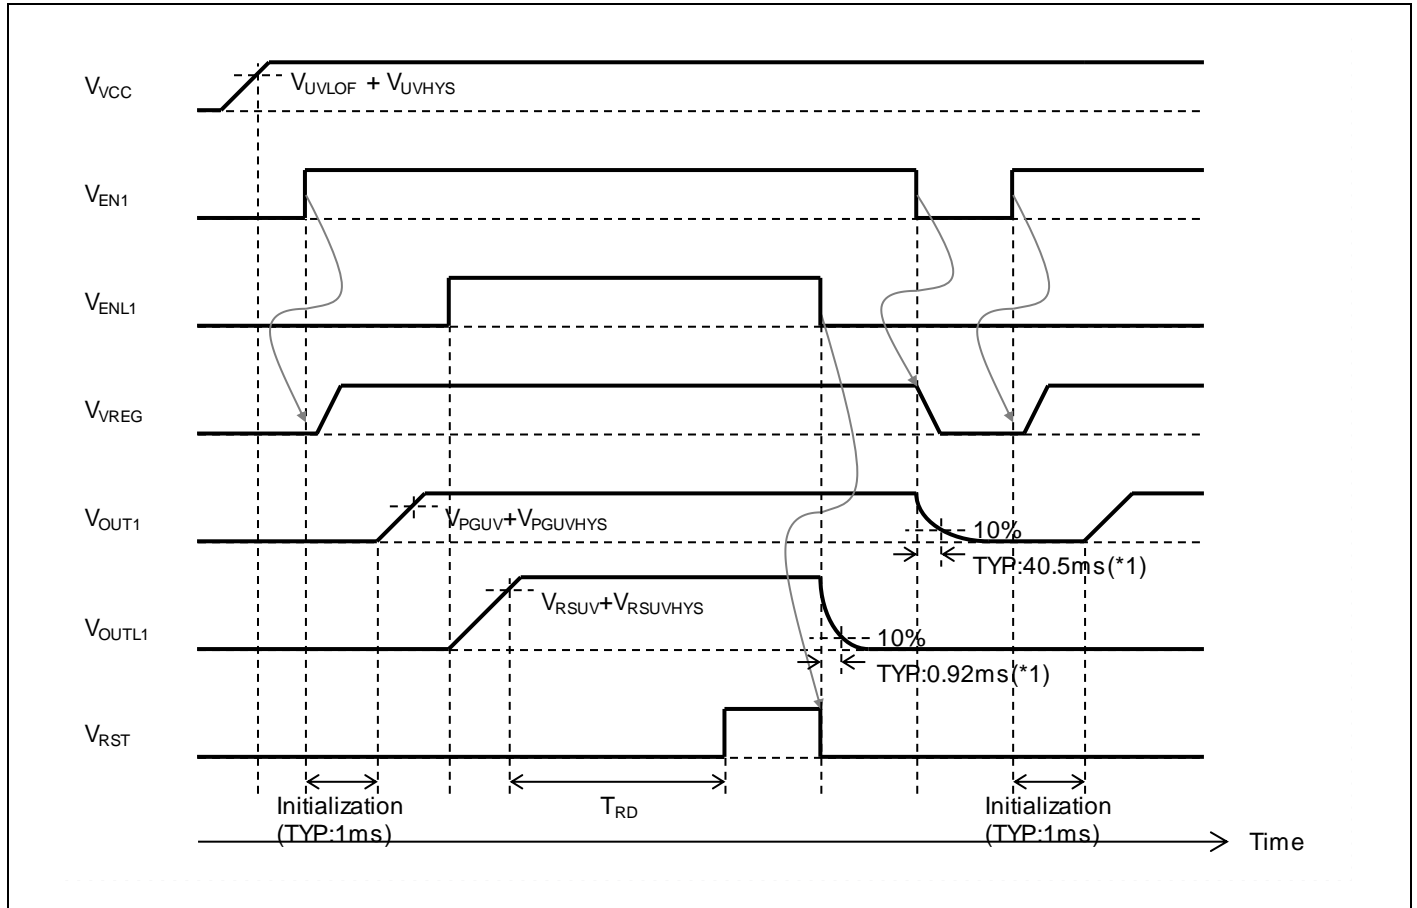 VVCC
VUVLOF + VUVHYS
VEN1
VENL1
VVREG
VOUT1
VPGUV+VPGUVHYS
10%
TYP:40.5ms(*1)
VOUTL1
VRSUV+VRSUVHYS
10%
TYP:0.92ms(*1)
VRST
Initialization
(TYP:1ms)
TRD
Initialization
(TYP:1ms)
Time